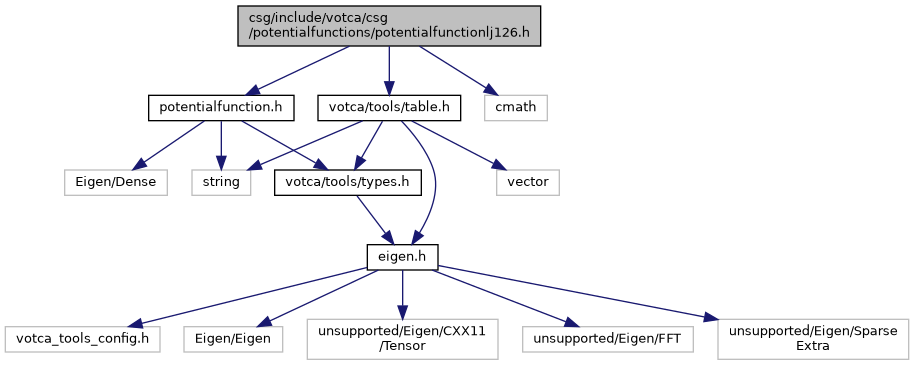 csg/include/votca/csg
/potentialfunctions/potentialfunctionlj126.h
potentialfunction.h
votca/tools/table.h
cmath
Eigen/Dense
string
votca/tools/types.h
vector
eigen.h
votca_tools_config.h
Eigen/Eigen
unsupported/Eigen/CXX11
/Tensor
unsupported/Eigen/FFT
unsupported/Eigen/Sparse
Extra